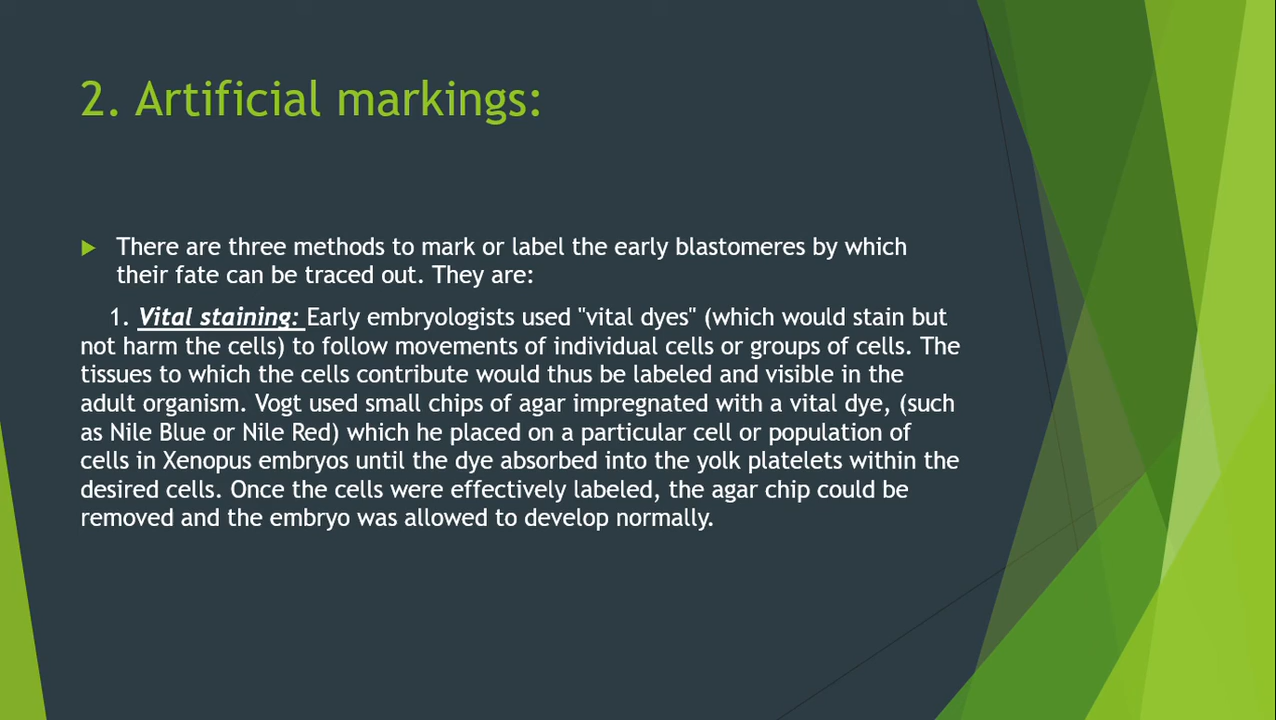 2. Artificial markings:
There are three methods to mark or label the early blastomeres by which
their fate can be traced out. They are:
1. Vital staining: Early embryologists used "vital dyes" (which would stain but
not harm the cells) to follow movements of individual cells or groups of cells. The
tissues to which the cells contribute would thus be labeled and visible in the
adult organism. Vogt used small chips of agar impregnated with a vital dye, (such
as Nile Blue or Nile Red) which he placed on a particular cell or population of
cells in Xenopus embryos until the dye absorbed into the yolk platelets within the
desired cells. Once the cells were effectively labeled, the agar chip could be
removed and the embryo was allowed to develop normally.